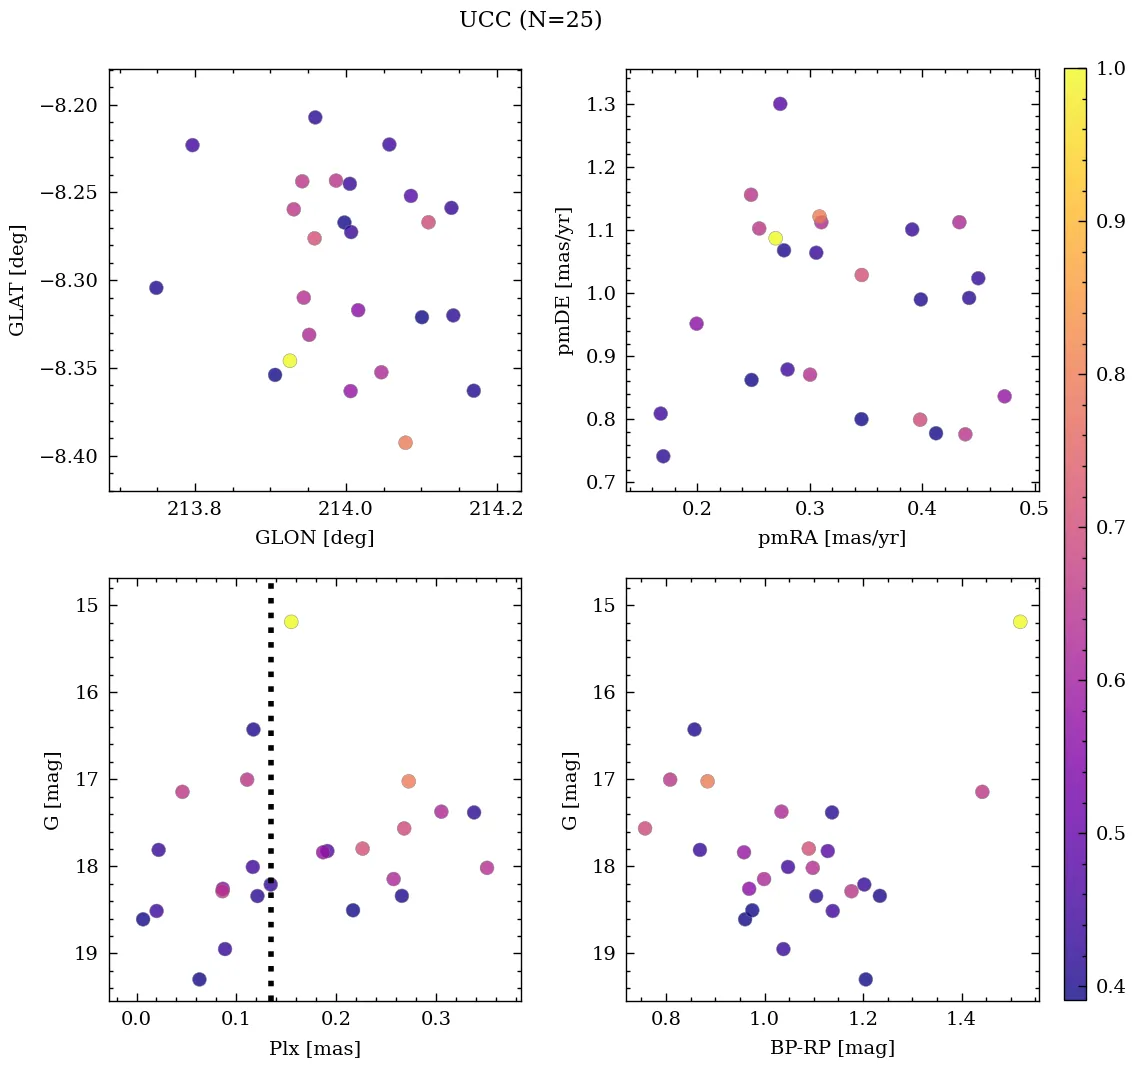 UCC (N=25)
−8.20
−8.25
−8.30
−8.35
−8.40
GLAT [deg]
213.8 214.0 214.2
GLON [deg]
1.3
1.2
1.1
1.0
0.9
0.8
0.7
pmDE [mas/yr]
0.2 0.3 0.4 0.5
pmRA [mas/yr]
15
16
17
18
19
G [mag]
0.0 0.1 0.2 0.3
Plx [mas]
15
16
17
18
19
G [mag]
0.8 1.0 1.2 1.4
BP-RP [mag]
1.0
0.9
0.8
0.7
0.6
0.5
0.4